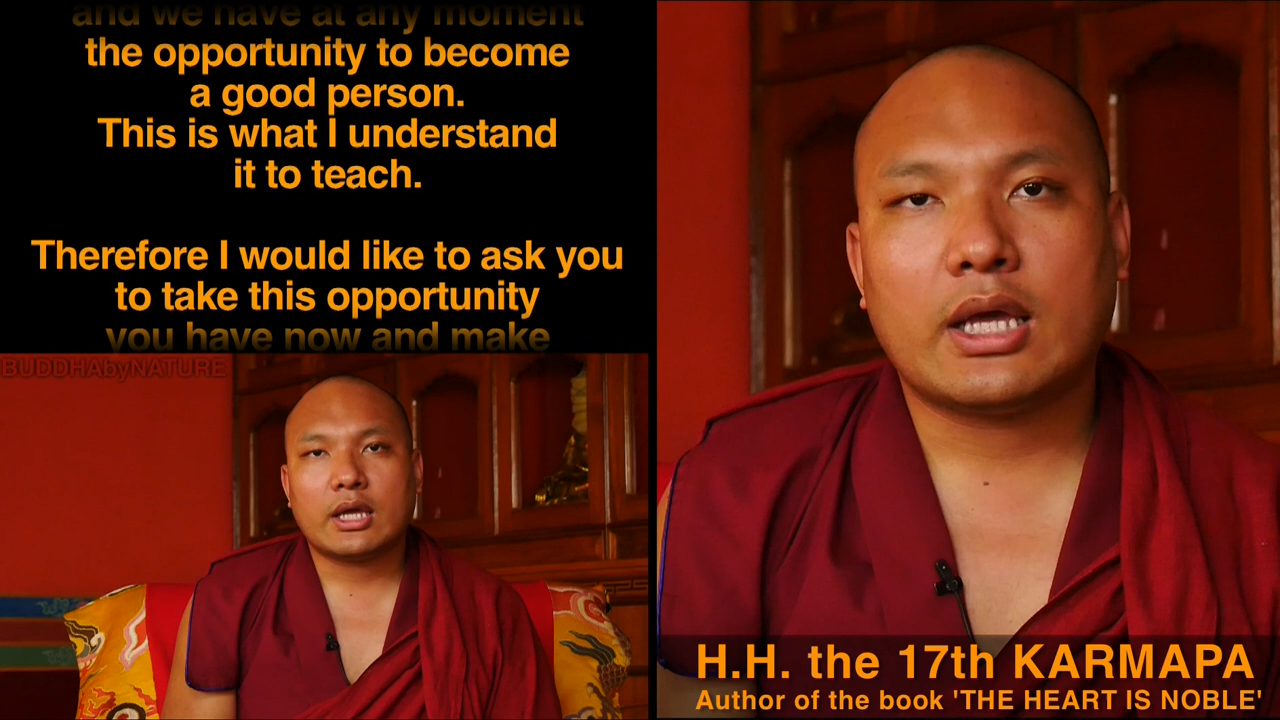 and we have at any moment
the opportunity to become
a good person.
This is what I understand
it to teach.
Therefore I would like to ask you
to take this opportunity
you have now and make
BUDDHAbyNATURE
H.H. the 17th KARMAPA
Author of the book 'THE HEART IS NOBLE'